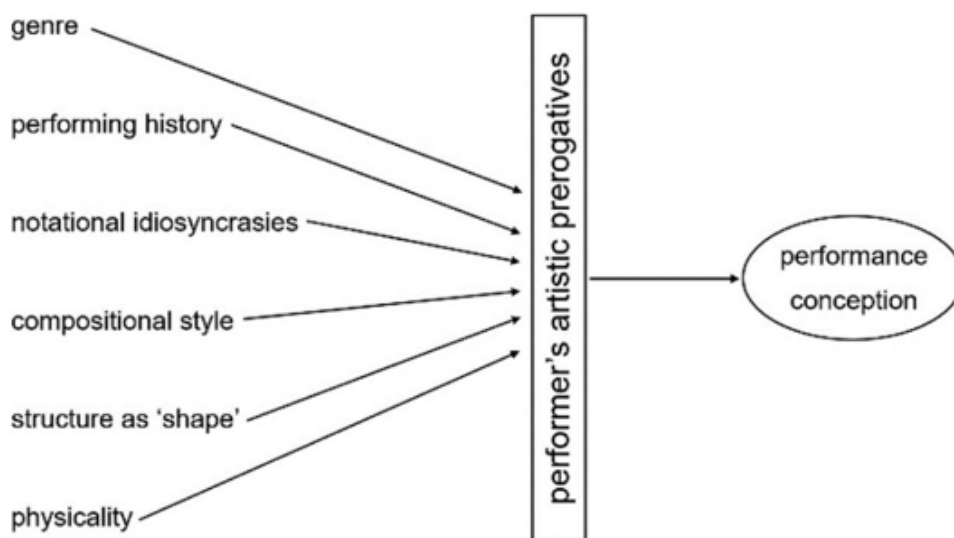 genre
performing history
notational idiosyncrasies
compositional style
structure as ‘shape’
physicality
performer’s artistic prerogatives
performance
conception